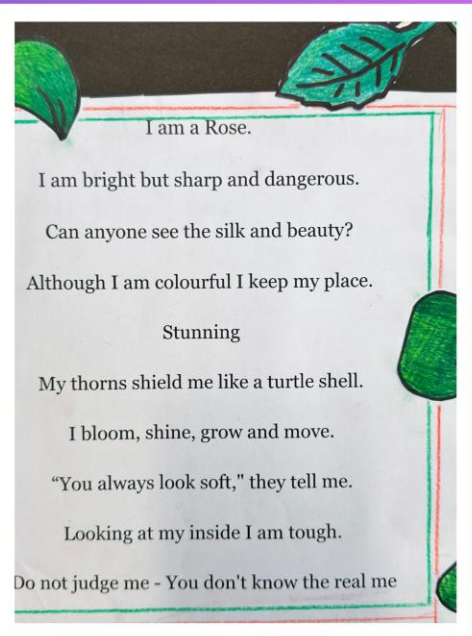 I am a Rose.
I am bright but sharp and dangerous.
Can anyone see the silk and beauty?
Although I am colourful I keep my place.
Stunning
My thorns shield me like a turtle shell.
I bloom, shine, grow and move.
“You always look soft," they tell me.
Looking at my inside I am tough.
Do not judge me - You don't know the real me